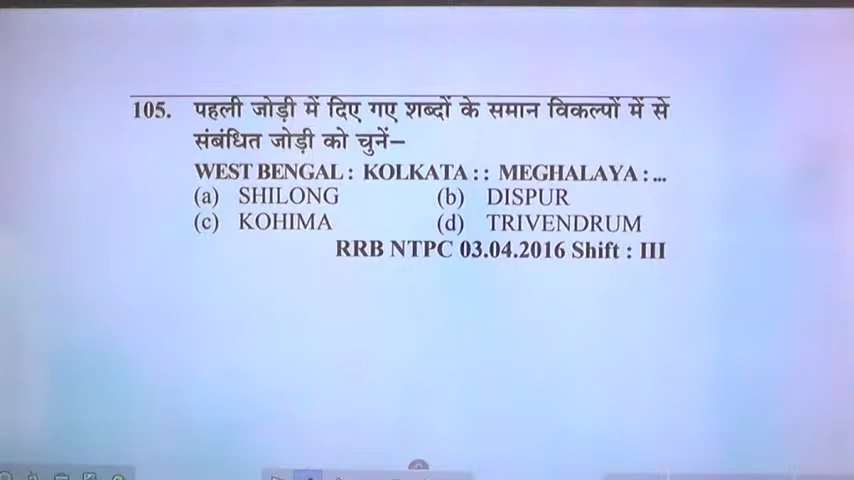 105. पहली जोड़ी में दिए गए शब्दों के समान विकल्पों में से
संबंधित जोड़ी को चुनें–
WEST BENGAL : KOLKATA : : MEGHALAYA : ...
(a) SHILONG (b) DISPUR
(c) KOHIMA (d) TRIVENDRUM
RRB NTPC 03.04.2016 Shift : III